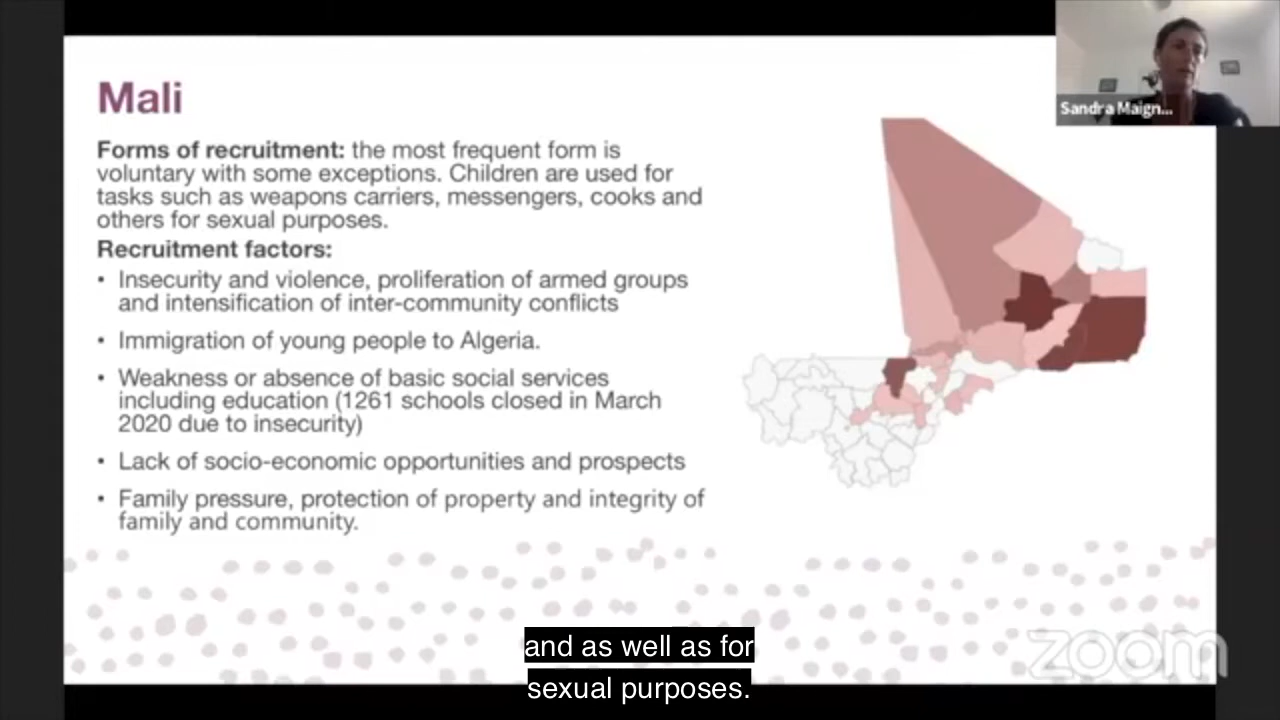 Mali
Forms of recruitment: the most frequent form is
voluntary with some exceptions. Children are used for
tasks such as weapons carriers, messengers, cooks and
others for sexual purposes.
Recruitment factors:
• Insecurity and violence, proliferation of armed groups
and intensification of inter-community conflicts
• Immigration of young people to Algeria.
• Weakness or absence of basic social services
including education (1261 schools closed in March
2020 due to insecurity)
• Lack of socio-economic opportunities and prospects
• Family pressure, protection of property and integrity of
family and community.
Sandra Maign...
zoom
and as well as for
sexual purposes.